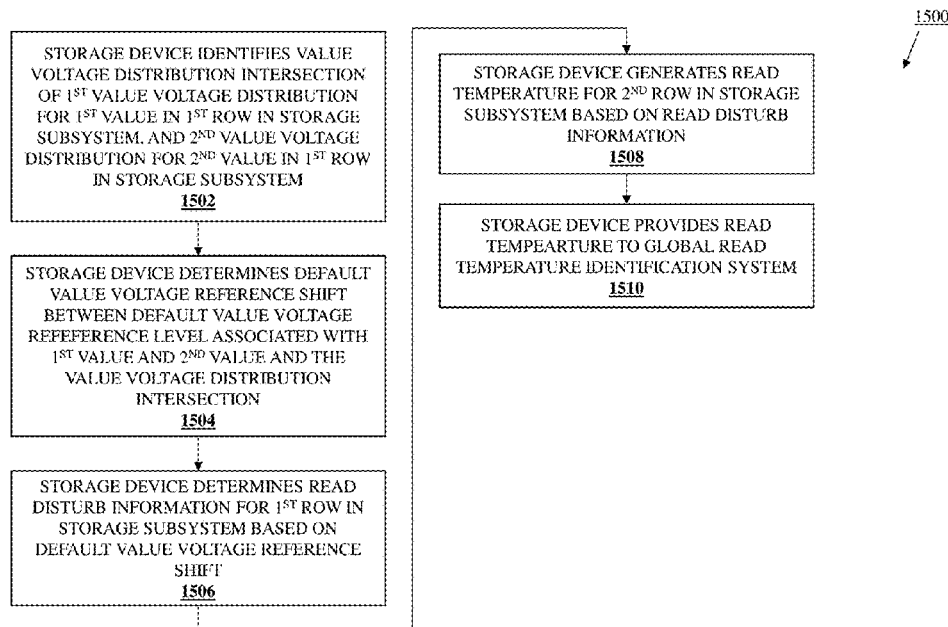 1500
STORAGE DEVICE IDENTIFIES VALUE
VOLTAGE DISTRIBUTION INTERSECTION
OF 1ST VALUE VOLTAGE DISTRIBUTION
FOR 1ST VALUE IN 1ST ROW IN STORAGE
SUBSYSTEM, AND 2ND VALUE VOLTAGE
DISTRIBUTION FOR 2ND VALUE IN 1ST ROW
IN STORAGE SUBSYSTEM
1502
STORAGE DEVICE DETERMINES DEFAULT
VALUE VOLTAGE REFERENCE SHIFT
BETWEEN DEFAULT VALUE VOLTAGE
REFEFERENCE LEVEL ASSOCIATED WITH
1ST VALUE AND 2ND VALUE AND THE
VALUE VOLTAGE DISTRIBUTION
INTERSECTION
1504
STORAGE DEVICE DETERMINES READ
DISTURB INFORMATION FOR 1ST ROW IN
STORAGE SUBSYSTEM BASED ON
DEFAULT VALUE VOLTAGE REFERENCE
SHIFT
1506
STORAGE DEVICE GENERATES READ
TEMPERATURE FOR 2ND ROW IN STORAGE
SUBSYSTEM BASED ON READ DISTURB
INFORMATION
1508
STORAGE DEVICE PROVIDES READ
TEMPEARTURE TO GLOBAL READ
TEMPERATURE IDENTIFICATION SYSTEM
1510